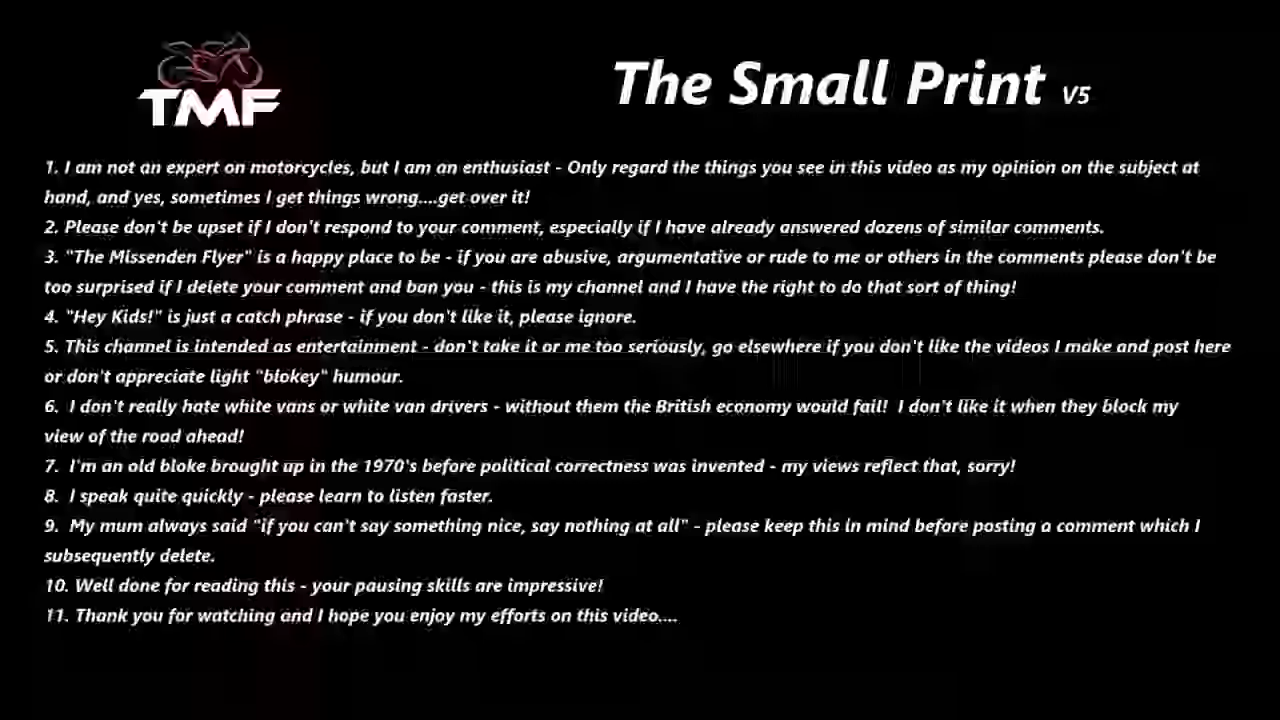 TMF
The Small Print V5
1. I am not an expert on motorcycles, but I am an enthusiast - Only regard the things you see in this video as my opinion on the subject at
hand, and yes, sometimes I get things wrong....get over it!
2. Please don't be upset if I don't respond to your comment, especially if I have already answered dozens of similar comments.
3. "The Missenden Flyer" is a happy place to be - if you are abusive, argumentative or rude to me or others in the comments please don't be
too surprised if I delete your comment and ban you - this is my channel and I have the right to do that sort of thing!
4. "Hey Kids!" is just a catch phrase - if you don't like it, please ignore.
5. This channel is intended as entertainment - don't take it or me too seriously, go elsewhere if you don't like the videos I make and post here
or don't appreciate light "blokey" humour.
6. I don't really hate white vans or white van drivers - without them the British economy would fail! I don't like it when they block my
view of the road ahead!
7. I'm an old bloke brought up in the 1970's before political correctness was invented - my views reflect that, sorry!
8. I speak quite quickly - please learn to listen faster.
9. My mum always said "if you can't say something nice, say nothing at all" - please keep this in mind before posting a comment which I
subsequently delete.
10. Well done for reading this - your pausing skills are impressive!
11. Thank you for watching and I hope you enjoy my efforts on this video....